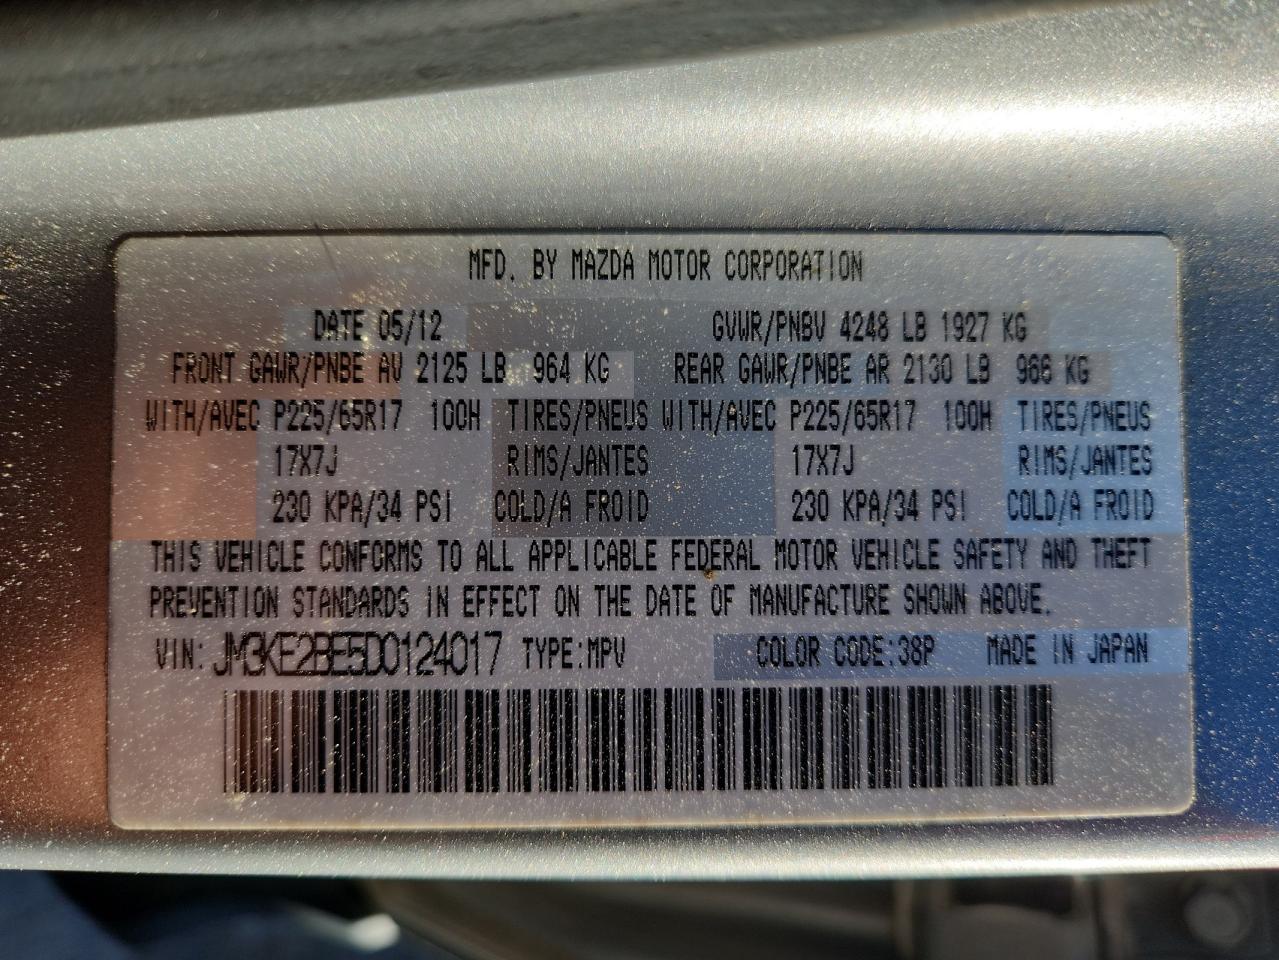 MFD. BY MAZDA MOTOR CORPORATION
DATE 05/12 GVWR/PNBV 4248 LB 1927 KG
FRONT GAWR/PNBE AV 2125 LB 964 KG REAR GAWR/PNBE AR 2130 LB 966 KG
WITH/AVEC P225/65R17 100H TIRES/PNEUS WITH/AVEC P225/65R17 100H TIRES/PNEUS
17X7J RIMS/JANTES 17X7J RIMS/JANTES
230 KPA/34 PSI COLD/A FROID 230 KPA/34 PSI COLD/A FROID
THIS VEHICLE CONFORMS TO ALL APPLICABLE FEDERAL MOTOR VEHICLE SAFETY AND THEFT
PREVENTION STANDARDS IN EFFECT ON THE DATE OF MANUFACTURE SHOWN ABOVE.
VIN: JM3KE2BE5D0124017 TYPE:MPV COLOR CODE:38P MADE IN JAPAN